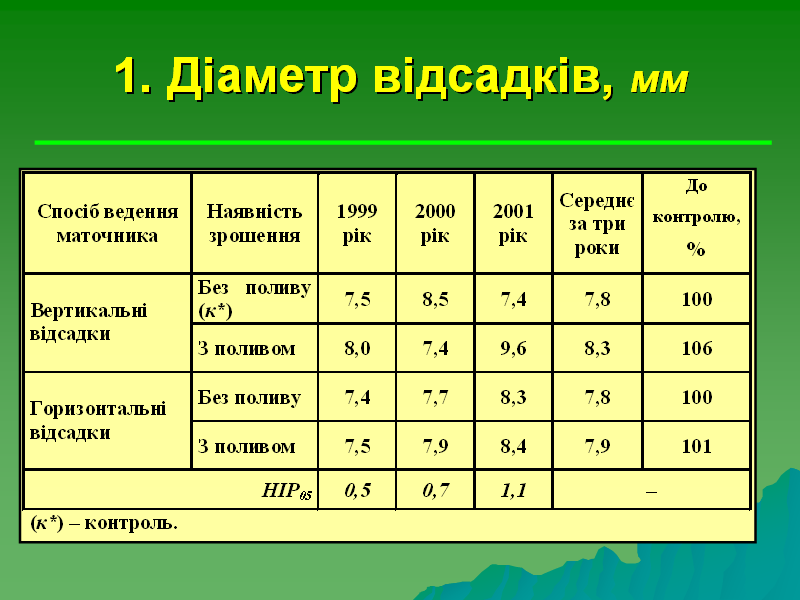 1. Діаметр відсадків, мм
Спосіб ведення маточника Наявність зрошення 1999 рік 2000 рік 2001 рік Середнє за три роки До контролю, %
Вертикальні відсадки Без поливу (к*) 7,5 8,5 7,4 7,8 100
З поливом 8,0 7,4 9,6 8,3 106
Горизонтальні відсадки Без поливу 7,4 7,7 8,3 7,8 100
З поливом 7,5 7,9 8,4 7,9 101
НІР05 0,5 0,7 1,1 –
(к*) – контроль.